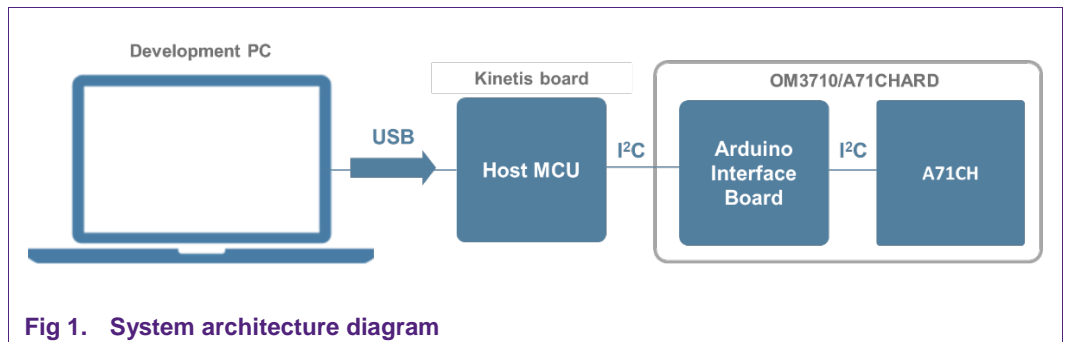 Development PC
USB
Kinetis board
Host MCU
I²C
OM3710/A71CHARD
Arduino
Interface
Board
I²C
A71CH
Fig 1. System architecture diagram